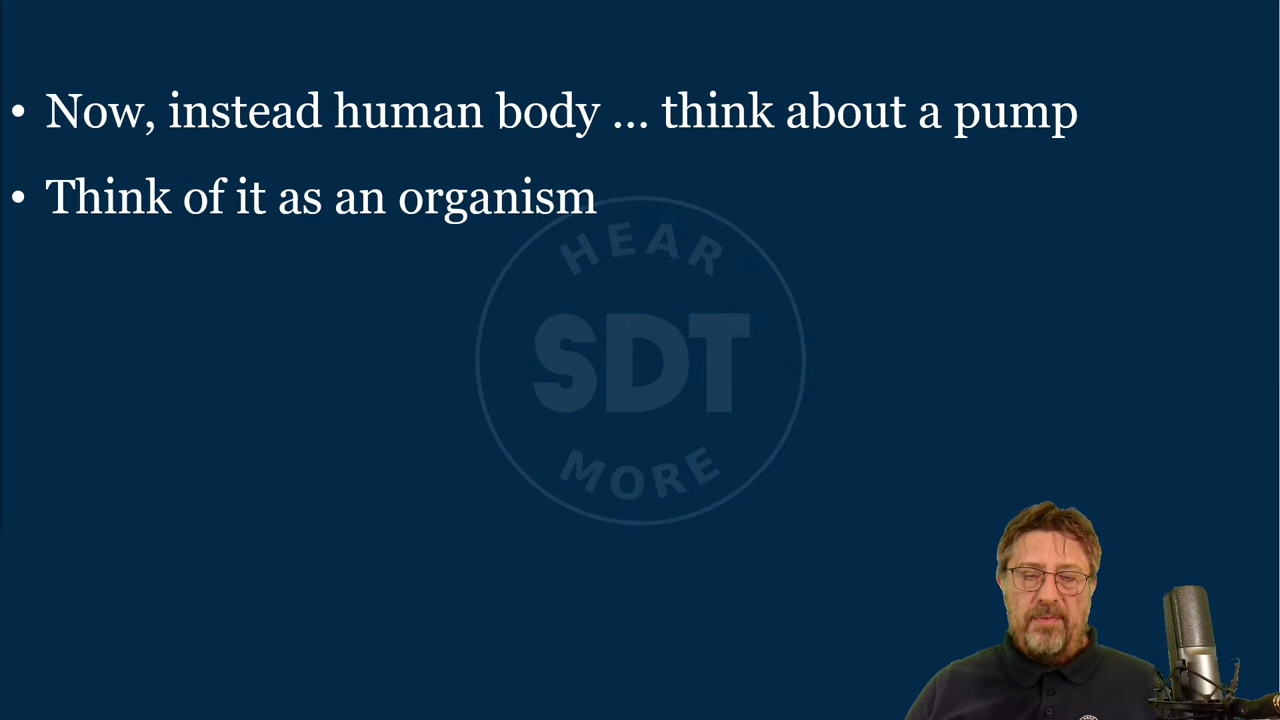 • Now, instead human body ... think about a pump
• Think of it as an organism
HEAR
SDT
MORE